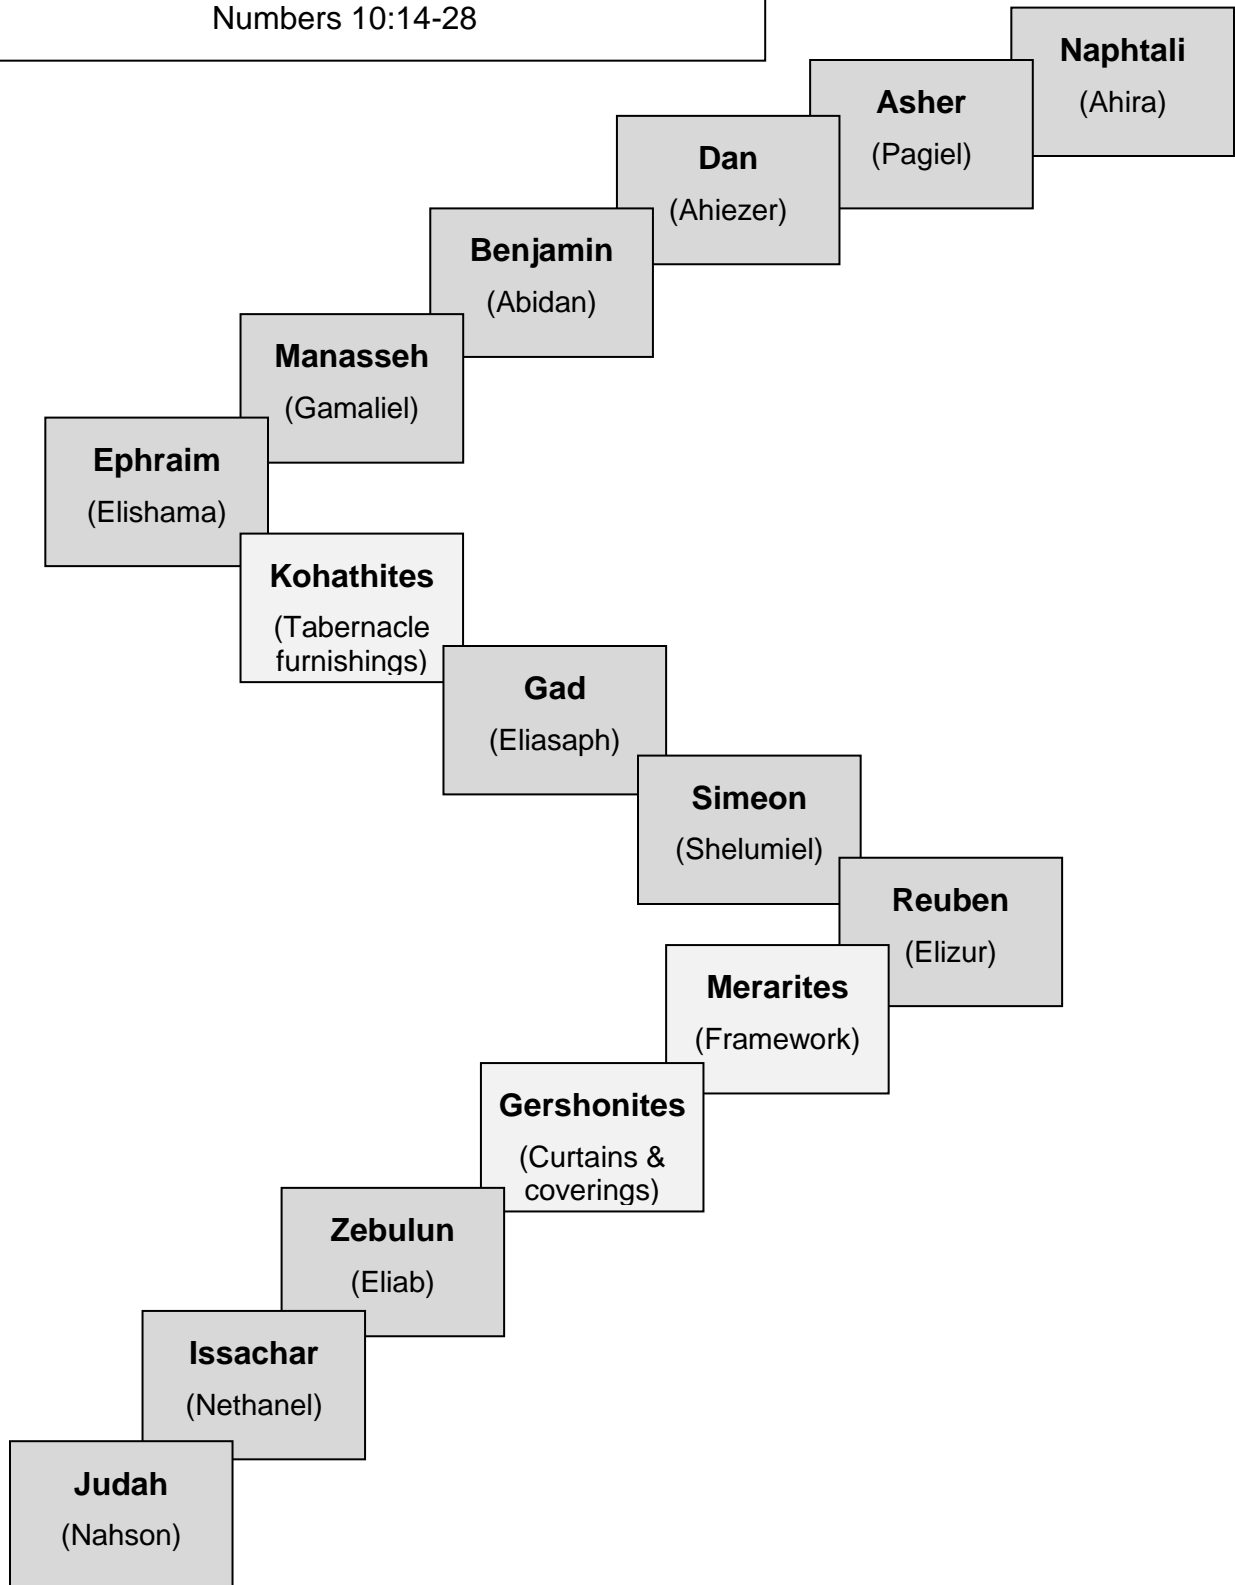 Numbers 10:14-28
Naphtali
(Ahira)
Asher
(Pagiel)
Dan
(Ahiezer)
Benjamin
(Abidan)
Manasseh
(Gamaliel)
Ephraim
(Elishama)
Kohathites
(Tabernacle
furnishings)
Gad
(Eliasaph)
Simeon
(Shelumiel)
Reuben
(Elizur)
Merarites
(Framework)
Gershonites
(Curtains &
coverings)
Zebulun
(Eliab)
Issachar
(Nethanel)
Judah
(Nahson)